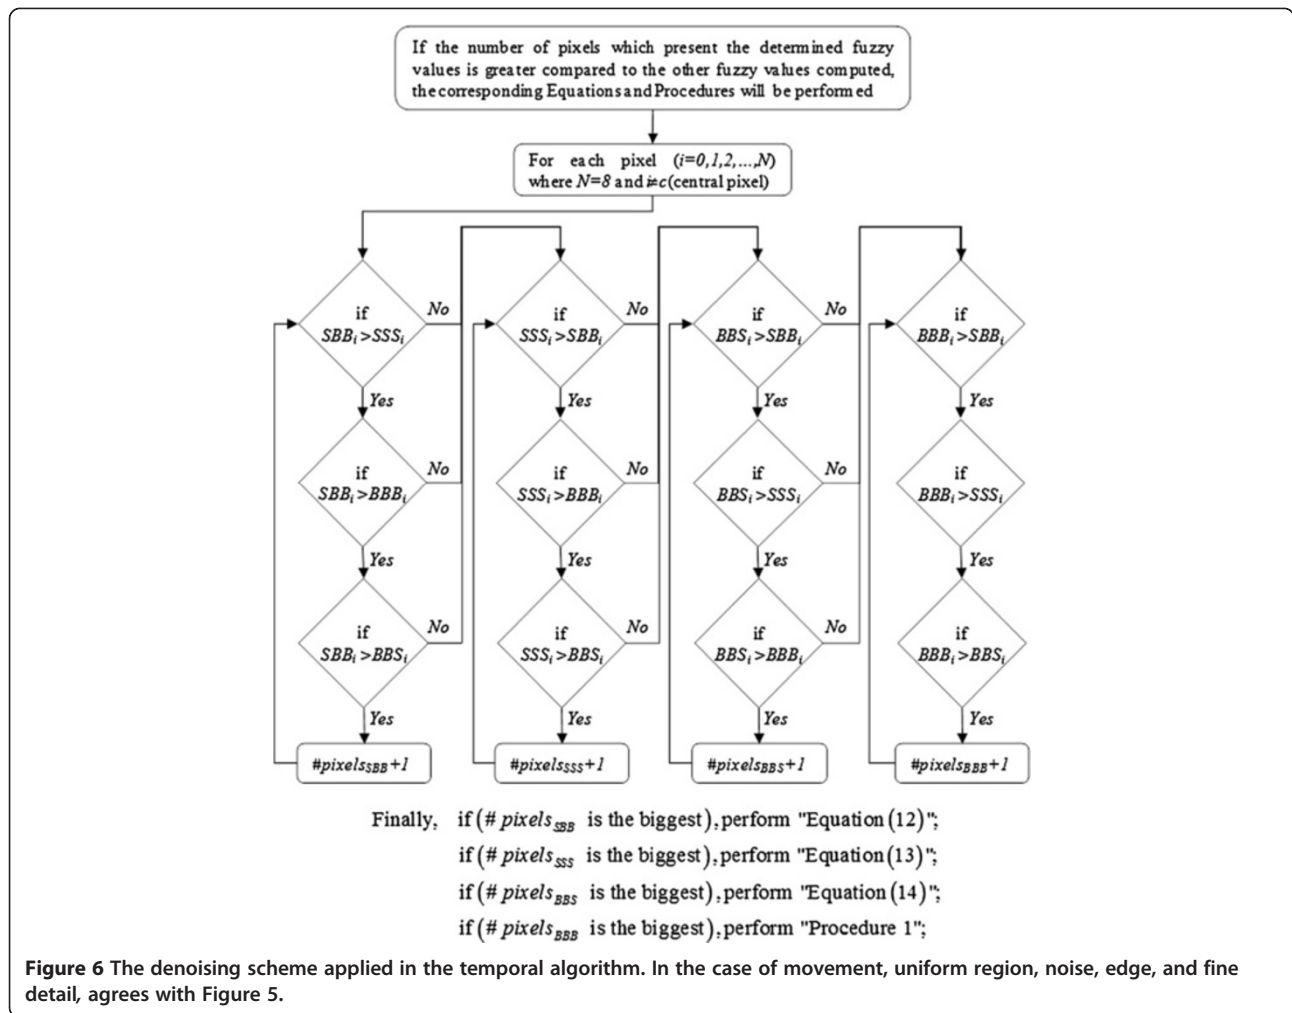 If the number of pixels which present the determined fuzzy
values is greater compared to the other fuzzy values computed,
the corresponding Equations and Procedures will be performed
For each pixel (i=0,1,2,...,N)
where N=8 and i≠c(central pixel)
if
SBBᵢ>SSSᵢ
No
if
SSSᵢ>SBBᵢ
No
if
BBSᵢ>SBBᵢ
No
if
BBBᵢ>SBBᵢ
Yes
Yes
Yes
Yes
if
SBBᵢ>BBBᵢ
No
if
SSSᵢ>BBBᵢ
No
if
BBSᵢ>SSSᵢ
No
if
BBBᵢ>SSSᵢ
Yes
Yes
Yes
Yes
if
SBBᵢ>BBSᵢ
No
if
SSSᵢ>BBSᵢ
No
if
BBSᵢ>BBBᵢ
No
if
BBBᵢ>BBSᵢ
Yes
Yes
Yes
Yes
#pixelsSBB+1
#pixelsSSS+1
#pixelsBBS+1
#pixelsBBB+1
Finally, if (# pixelsSBB is the biggest), perform "Equation (12)";
if (# pixelsSSS is the biggest), perform "Equation (13)";
if (# pixelsBBS is the biggest), perform "Equation (14)";
if (# pixelsBBB is the biggest), perform "Procedure 1";
Figure 6 The denoising scheme applied in the temporal algorithm. In the case of movement, uniform region, noise, edge, and fine
detail, agrees with Figure 5.